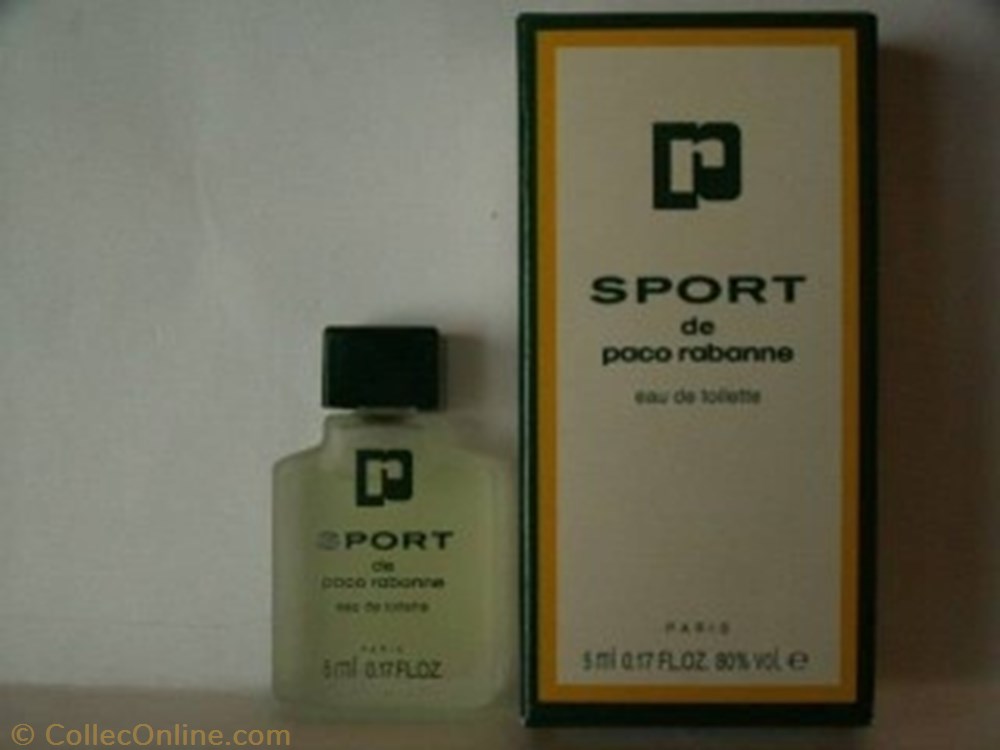 SPORT
de
paco rabanne
eau de toilette
PARIS
5 ml 0.17 FL.OZ.
SPORT
de
paco rabanne
eau de toilette
PARIS
5 ml 0.17 FL.OZ. 80% vol. e
© CollecOnline.com